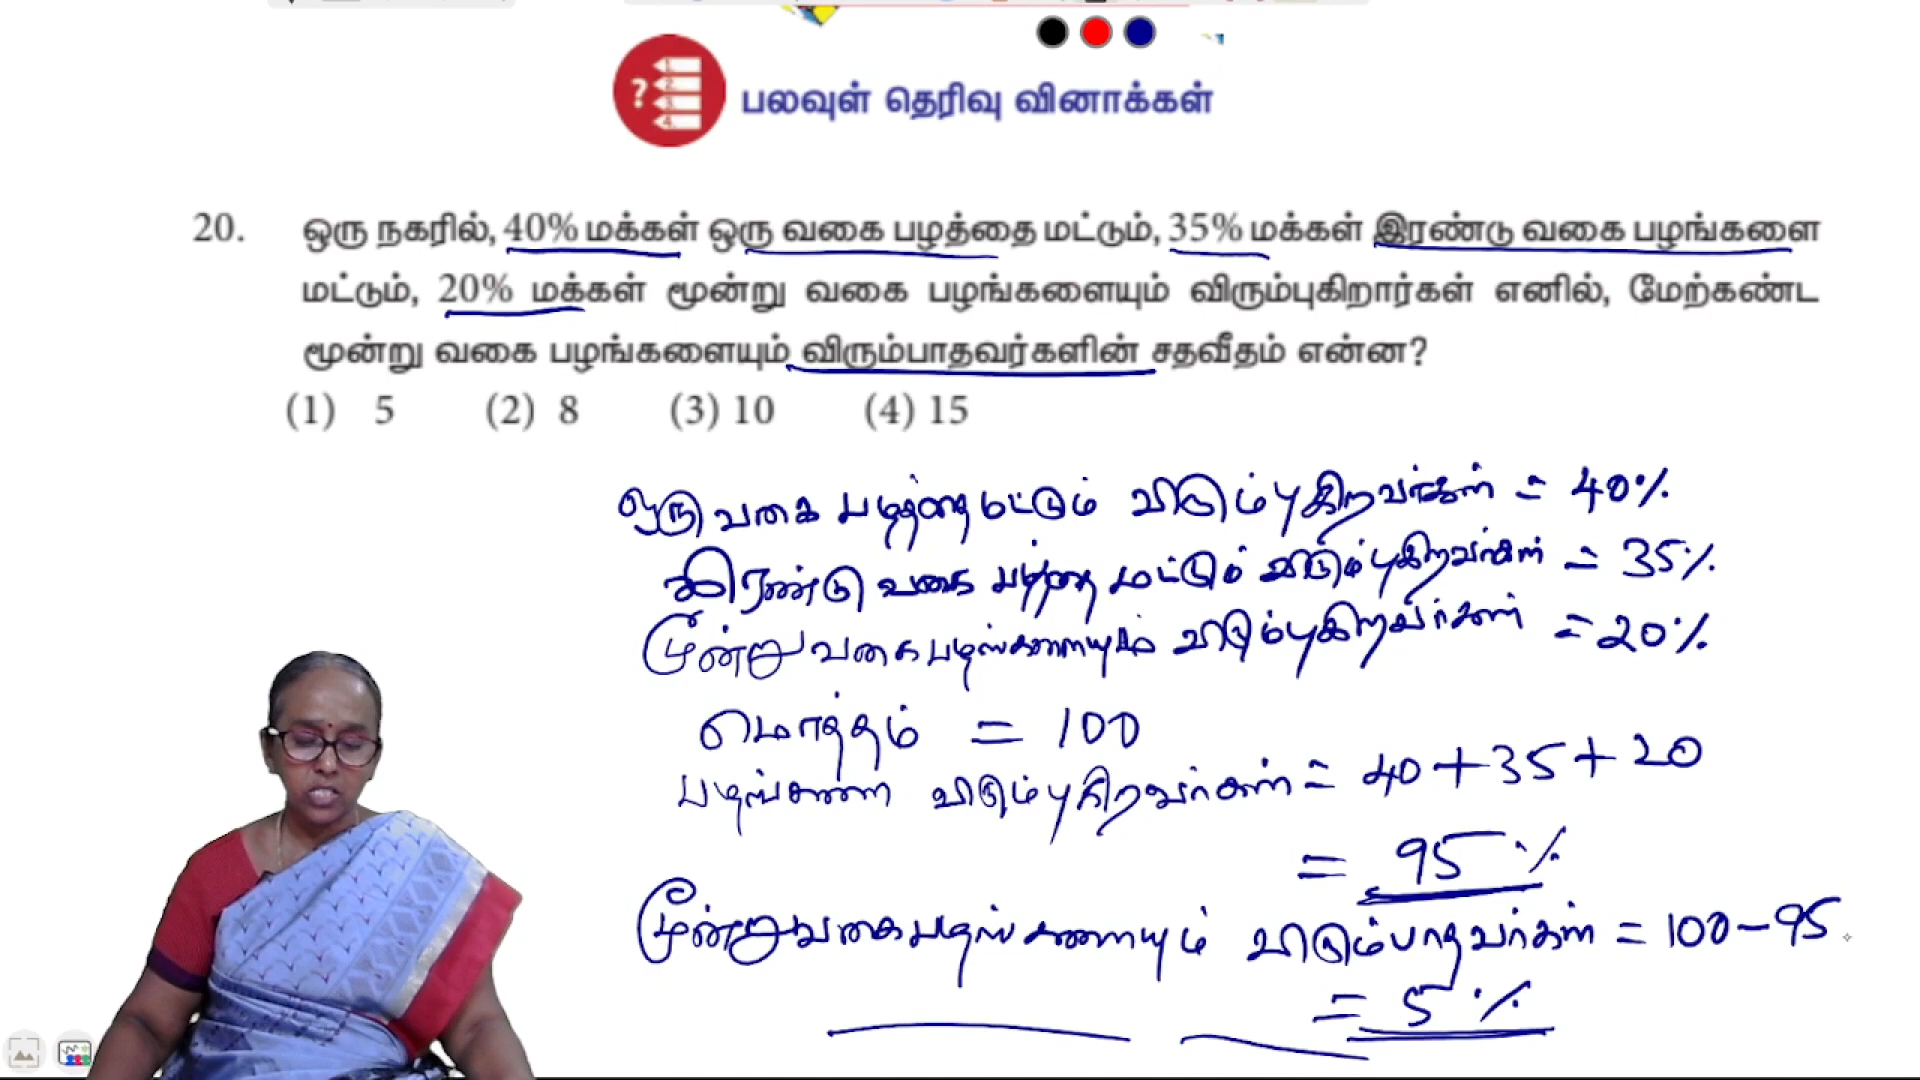 பலவுள் தெரிவு வினாக்கள்
20. ஒரு நகரில், 40% மக்கள் ஒரு வகை பழத்தை மட்டும், 35% மக்கள் இரண்டு வகை பழங்களை
மட்டும், 20% மக்கள் மூன்று வகை பழங்களையும் விரும்புகிறார்கள் எனில், மேற்கண்ட
மூன்று வகை பழங்களையும் விரும்பாதவர்களின் சதவீதம் என்ன?
(1) 5 (2) 8 (3) 10 (4) 15
ஒரு வகை பழத்தை மட்டும் விரும்புகிறவர்கள் = 40%
இரண்டு வகை பழத்தை மட்டும் விரும்புகிறவர்கள் = 35%
மூன்று வகை பழங்களையும் விரும்புகிறவர்கள் = 20%
மொத்தம் = 100
பழங்களை விரும்புகிறவர்கள் = 40 + 35 + 20
= 95 %
மூன்று வகை பழங்களையும் விரும்பாதவர்கள் = 100 - 95
= 5 %